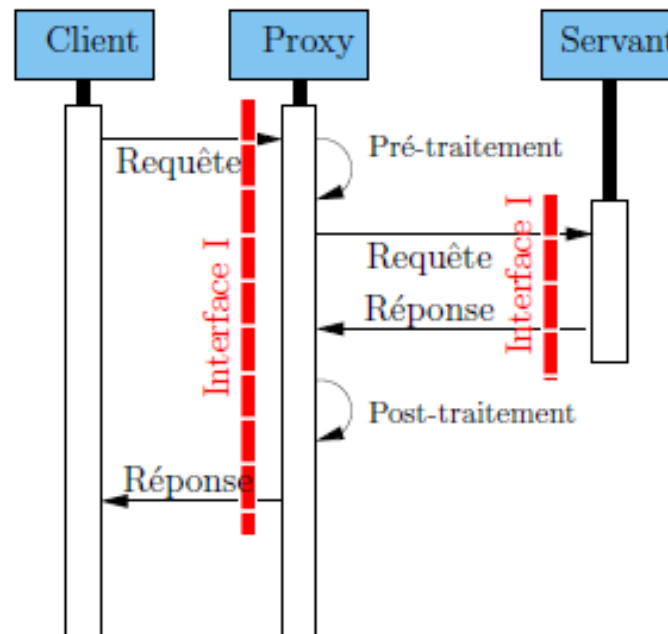 Client
Proxy
Servant
Requête
Pré-traitement
Interface I
Requête
Interface I
Réponse
Post-traitement
Réponse